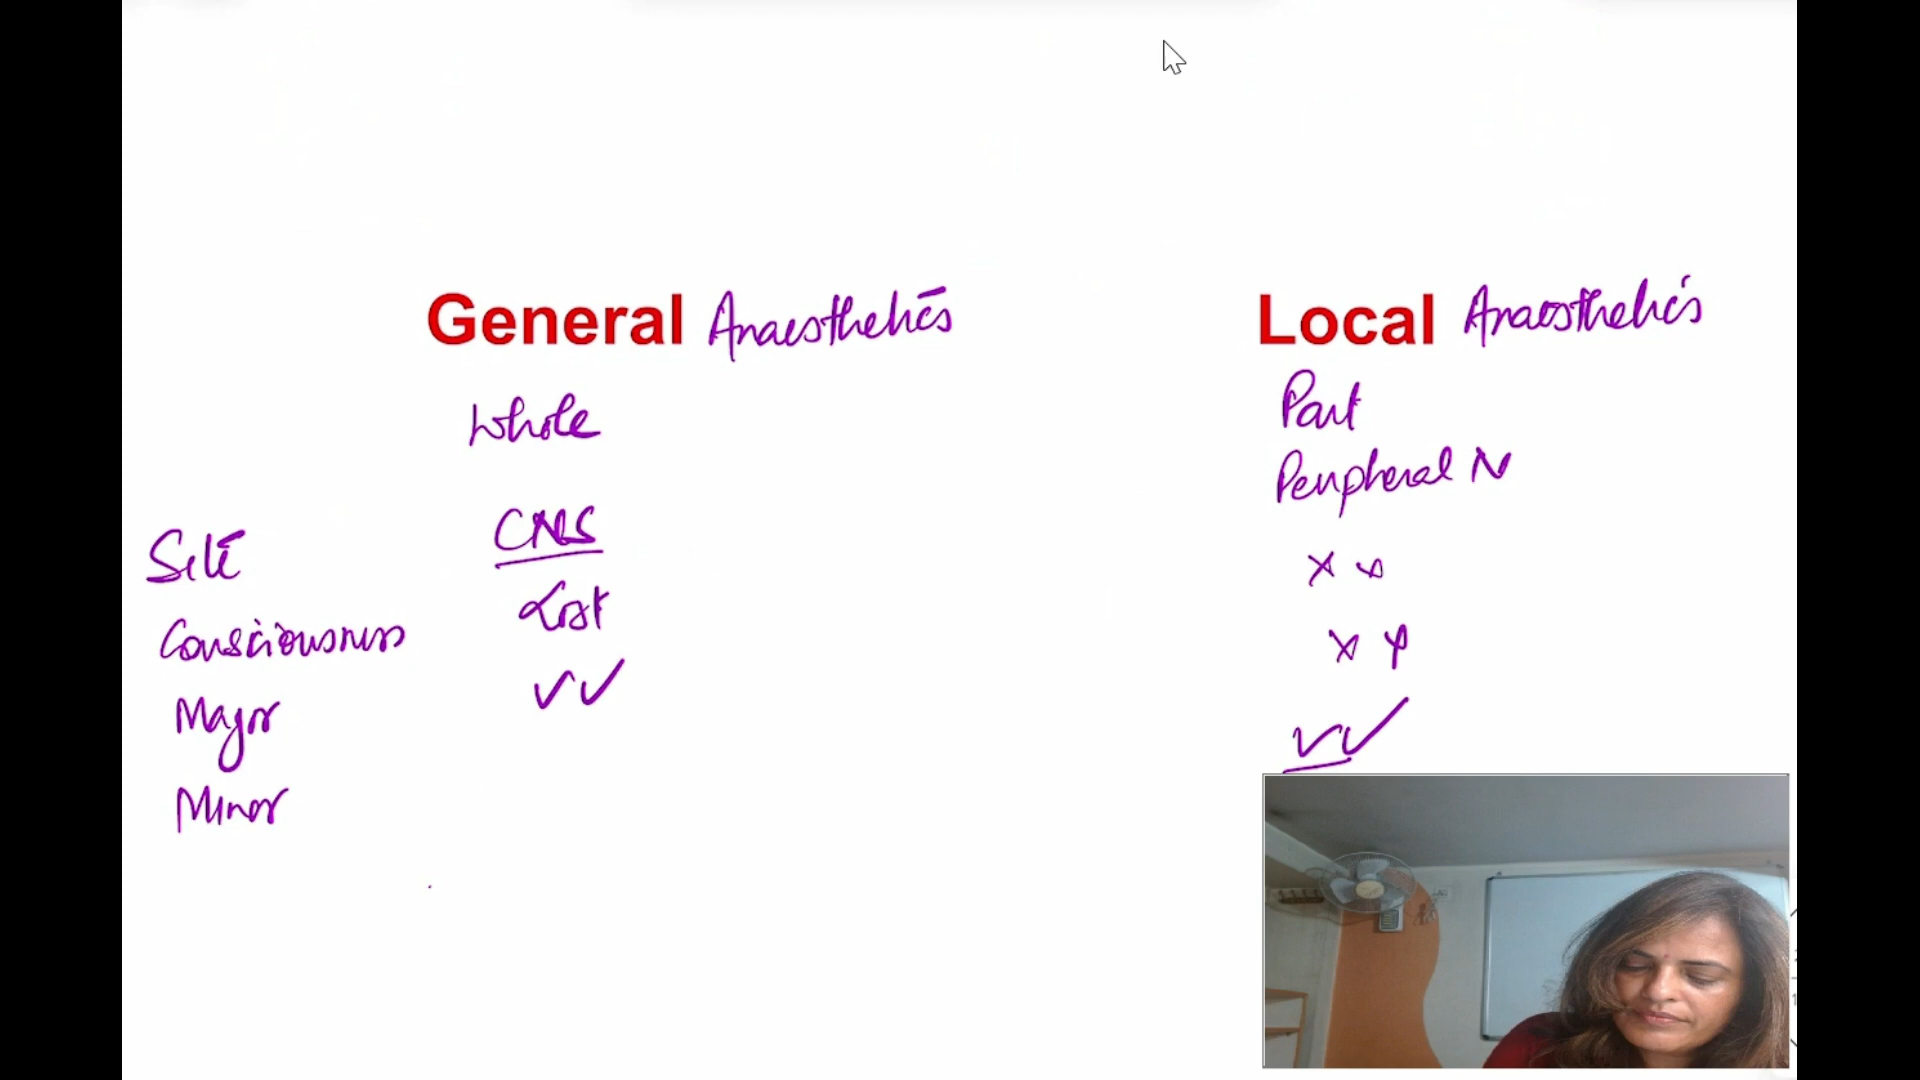 General Anaesthetics Local Anaesthetics
Whole Part
Peripheral N
Site CNS x x
Consciousness Lost x x
Major ✓✓ ✓✓
Minor